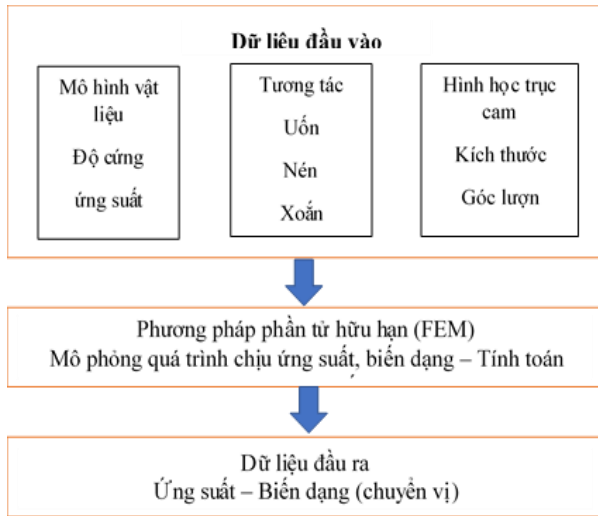 Dữ liệu đầu vào
Mô hình vật
liệu
Độ cứng
ứng suất
Tương tác
Uốn
Nén
Xoắn
Hình học trục
cam
Kích thước
Góc lượn
Phương pháp phần tử hữu hạn (FEM)
Mô phỏng quá trình chịu ứng suất, biến dạng – Tính toán
Dữ liệu đầu ra
Ứng suất – Biến dạng (chuyển vị)